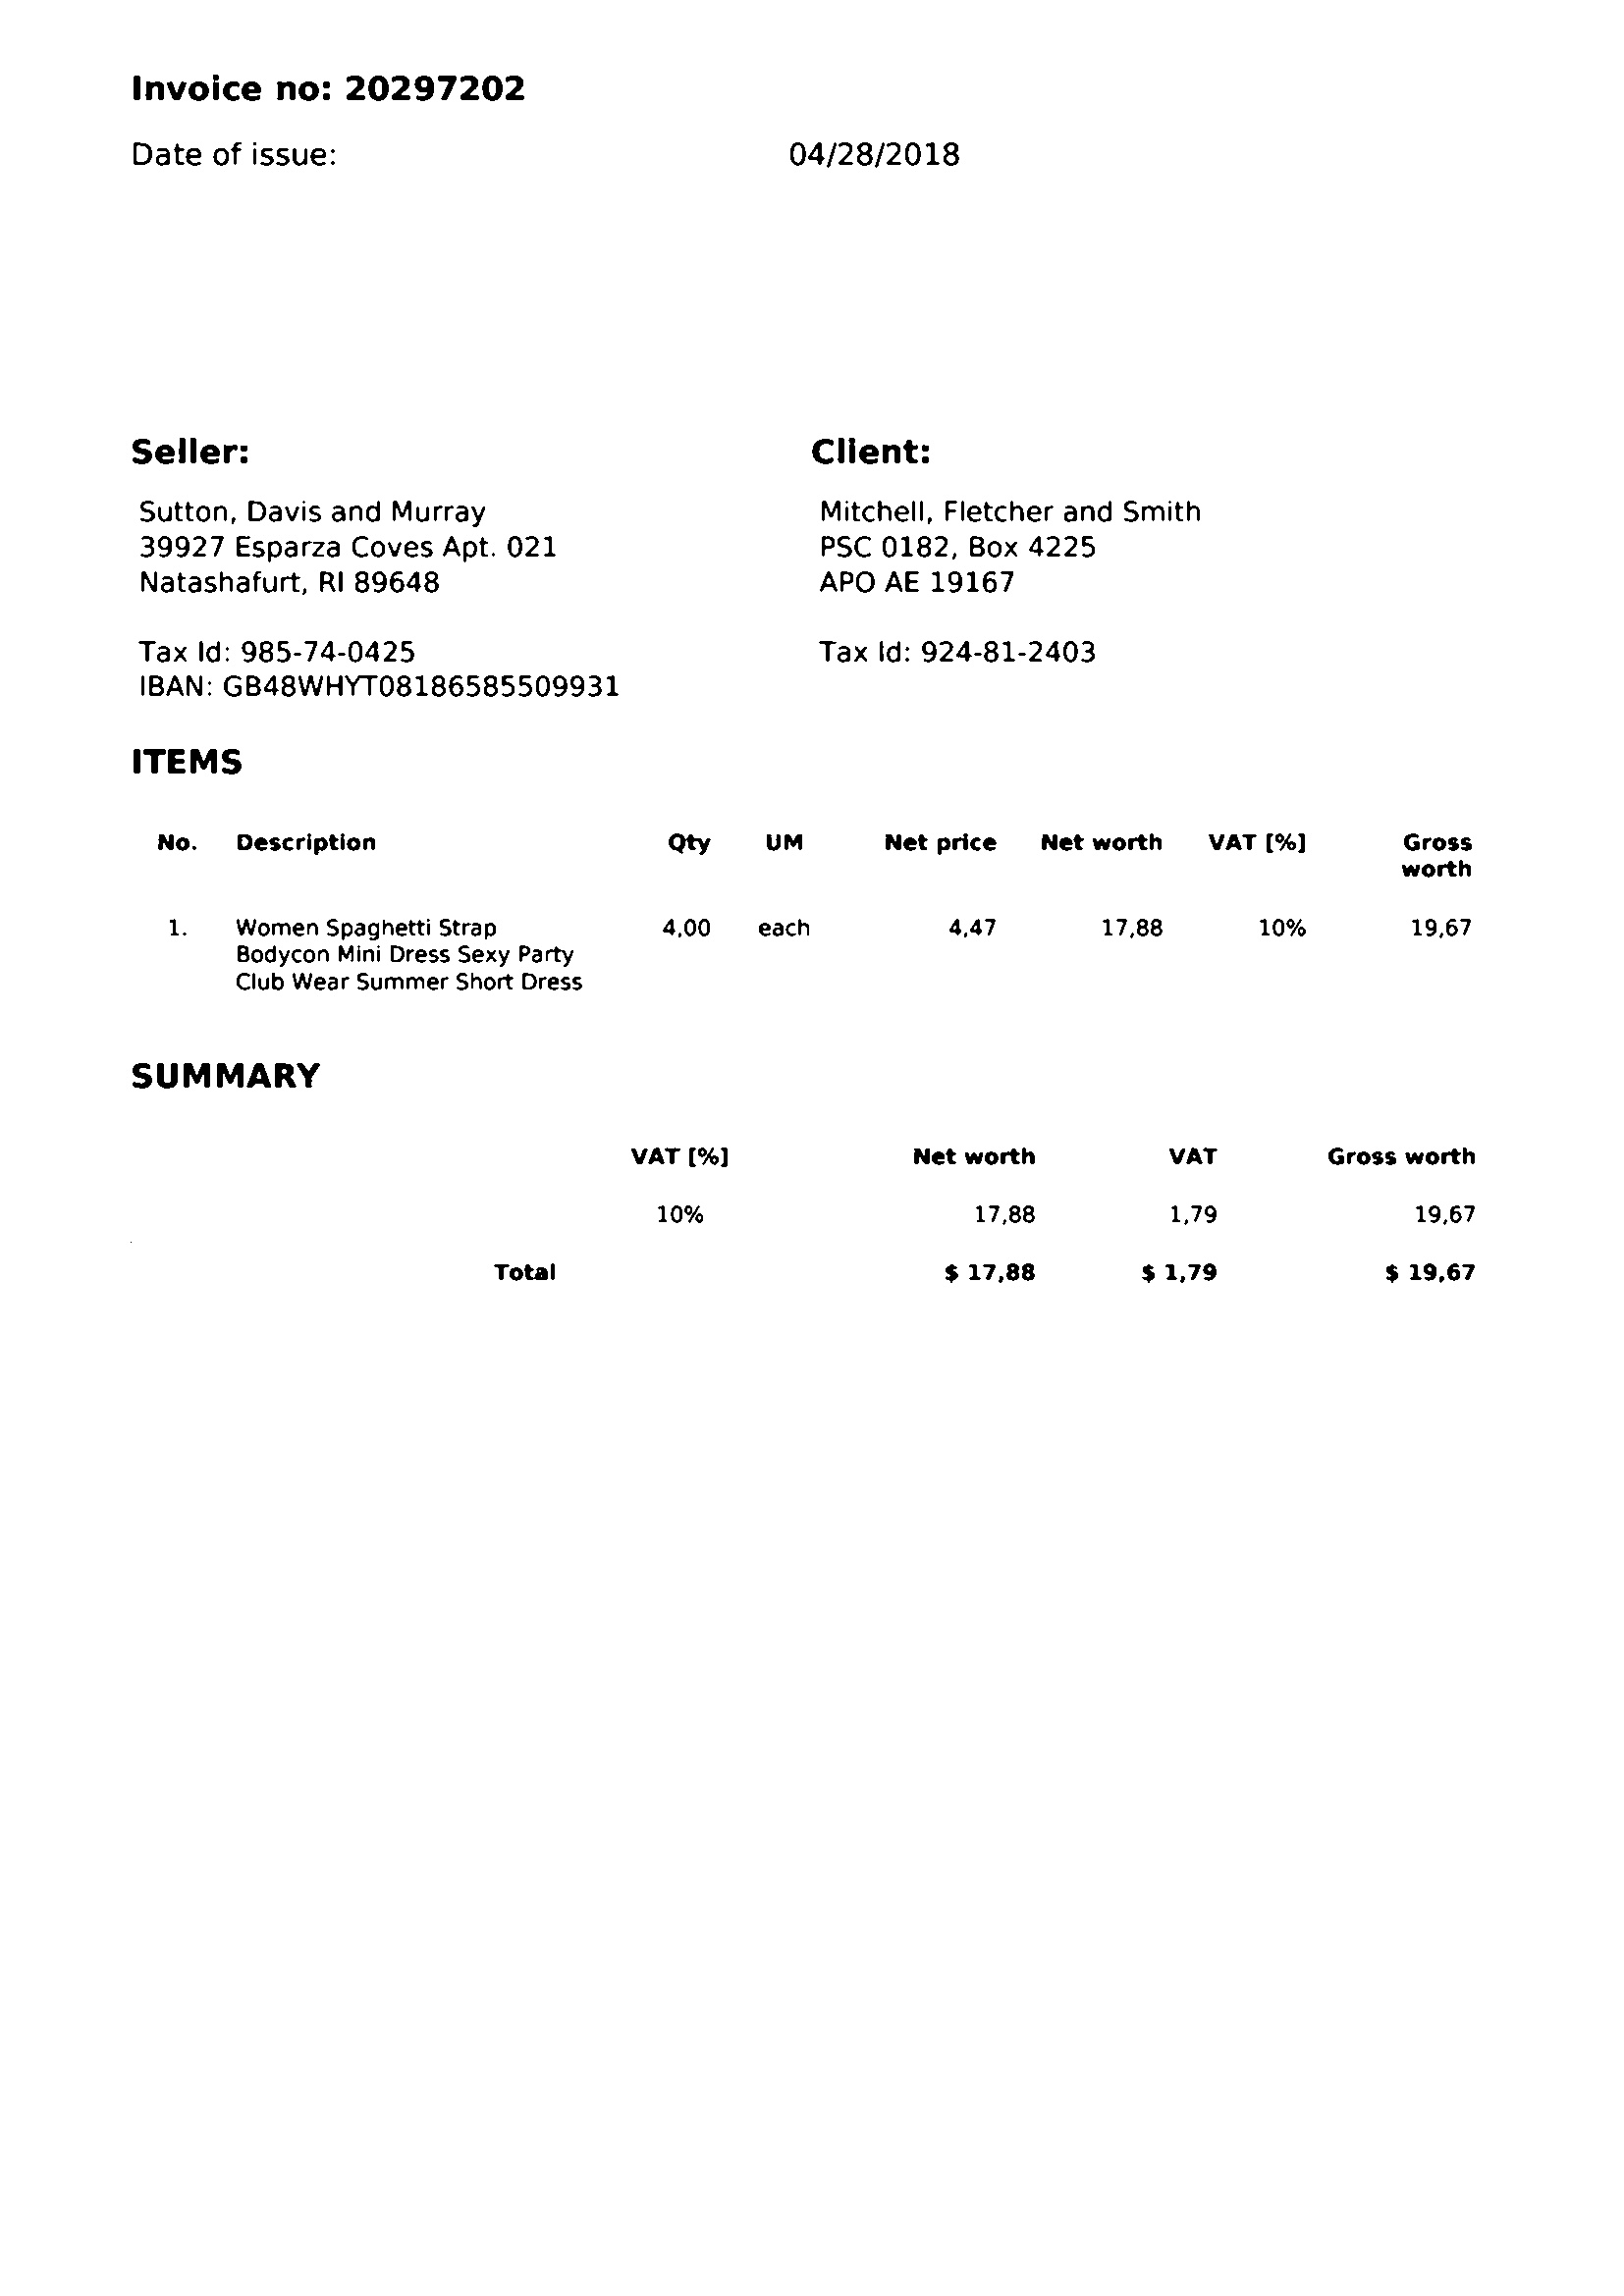 Invoice no: 20297202
Date of issue: 04/28/2018
Seller:
Sutton, Davis and Murray
39927 Esparza Coves Apt. 021
Natashafurt, RI 89648
Tax Id: 985-74-0425
IBAN: GB48WHYT08186585509931
Client:
Mitchell, Fletcher and Smith
PSC 0182, Box 4225
APO AE 19167
Tax Id: 924-81-2403
ITEMS
No. Description Qty UM Net price Net worth VAT [%] Gross
worth
1. Women Spaghetti Strap 4,00 each 4,47 17,88 10% 19,67
Bodycon Mini Dress Sexy Party
Club Wear Summer Short Dress
SUMMARY
VAT [%] Net worth VAT Gross worth
10% 17,88 1,79 19,67
Total $ 17,88 $ 1,79 $ 19,67